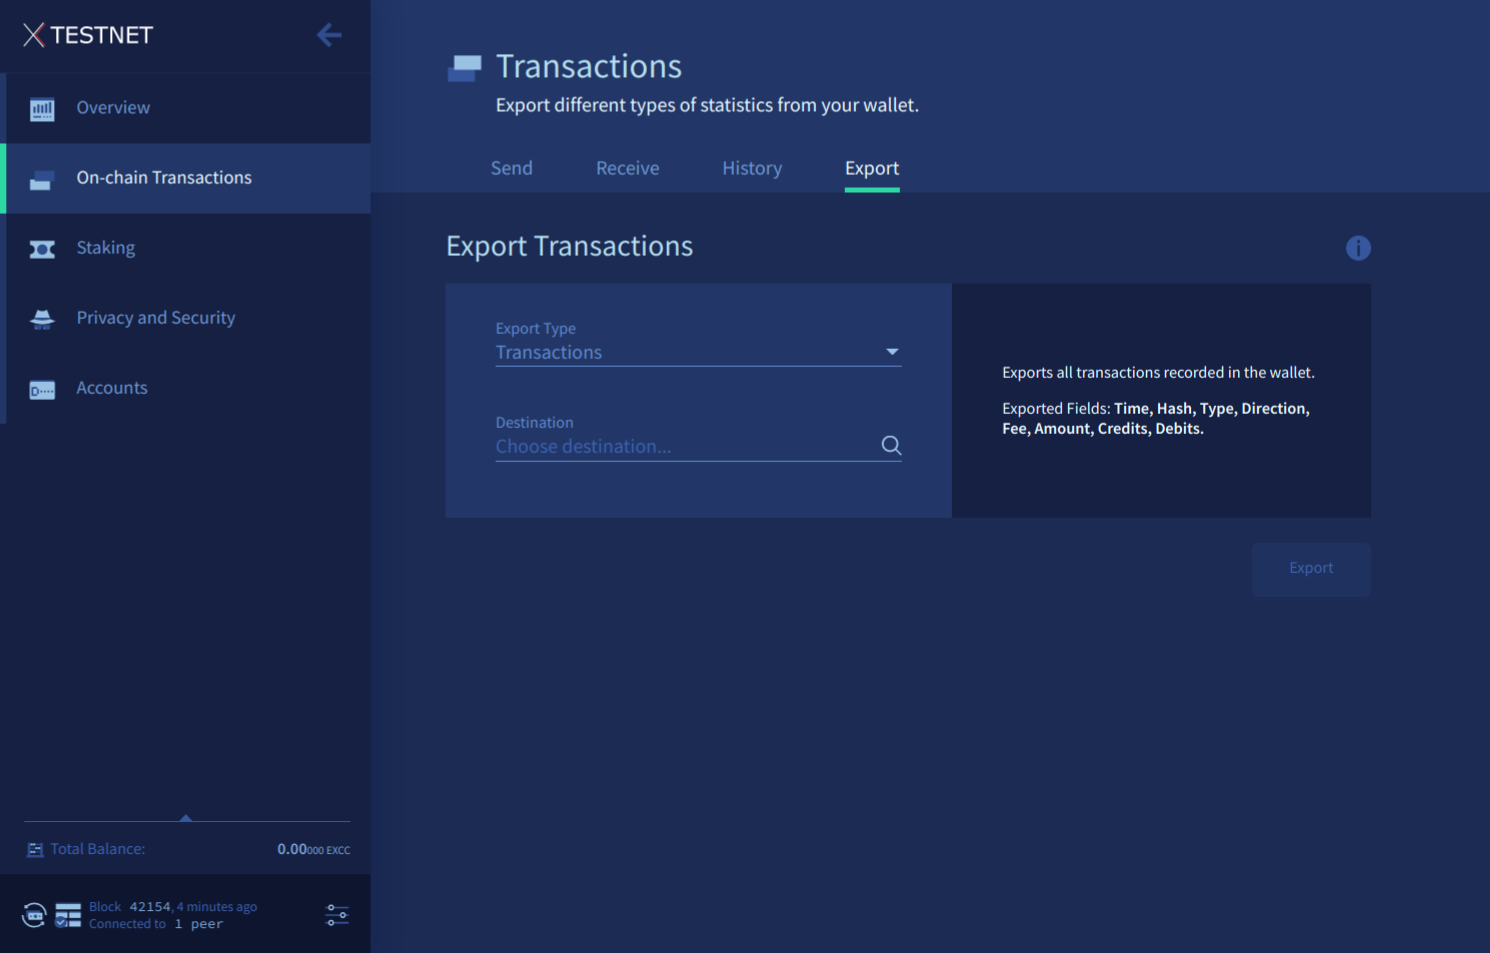 TESTNET
Overview
On-chain Transactions
Staking
Privacy and Security
D
Accounts
Total Balance:
0.00000 EXCC
Block 42154, 4 minutes ago
Connected to 1 peer
Transactions
Export different types of statistics from your wallet.
Send
Receive
History
Export
Export Transactions
i
Export Type
Transactions
Destination
Choose destination...
Exports all transactions recorded in the wallet.
Exported Fields: Time, Hash, Type, Direction,
Fee, Amount, Credits, Debits.
Export